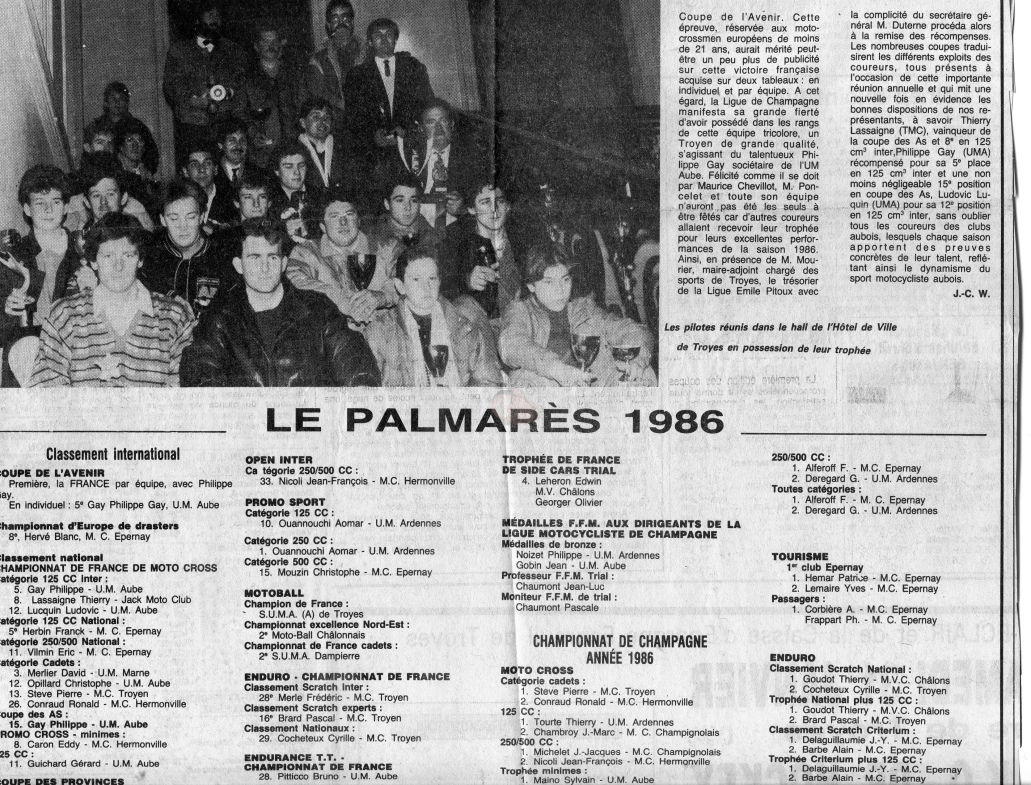 Coupe de l'Avenir. Cette
épreuve, réservée aux moto-
crossmen européens de moins
de 21 ans, aurait mérité peut-
être un peu plus de publicité
sur cette victoire française
acquise sur deux tableaux : en
individuel et par équipe. A cet
égard, la Ligue de Champagne
manifesta sa grande fierté
d'avoir possédé dans les rangs
de cette équipe tricolore, un
Troyen de grande qualité,
s'agissant du talentueux Phi-
lippe Gay sociétaire de l'UM
Aube. Félicité comme il se doit
par Maurice Chevillot, M. Pon-
celet et toute son équipe
n'auront pas été les seuls à
être fêtés car d'autres coureurs
allaient recevoir leur trophée
pour leurs excellentes perfor-
mances de la saison 1986.
Ainsi, en présence de M. Mou-
rier, maire-adjoint chargé des
sports de Troyes, le trésorier
de la Ligue Emile Pitoux avec
la complicité du secrétaire gé-
néral M. Duterne procéda alors
à la remise des récompenses.
Les nombreuses coupes tradui-
sirent les différents exploits des
coureurs, tous présents à
l'occasion de cette importante
réunion annuelle et qui mit une
nouvelle fois en évidence les
bonnes dispositions de nos re-
présentants, à savoir Thierry
Lassaigne (TMC), vainqueur de
la coupe des As et 8e en 125
cm3 inter,Philippe Gay (UMA)
récompensé pour sa 5e place
en 125 cm3 inter et une non
moins négligeable 15e position
en coupe des As, Ludovic Lu-
quin (UMA) pour sa 12e position
en 125 cm3 inter, sans oublier
tous les coureurs des clubs
aubois, lesquels chaque saison
apportent des preuves
concrètes de leur talent, reflé-
tant ainsi le dynamisme du
sport motocycliste aubois.
J.-C. W.
Les pilotes réunis dans le hall de l'Hôtel de Ville
de Troyes en possession de leur trophée
LE PALMARÈS 1986
Classement international
OUPE DE L'AVENIR
Première, la FRANCE par équipe, avec Philippe
ay.
En individuel : 5e Gay Philippe Gay, U.M. Aube
hampionnat d'Europe de drasters
8e, Hervé Blanc, M. C. Epernay
lassement national
HAMPIONNAT DE FRANCE DE MOTO CROSS
atégorie 125 CC inter :
5. Gay Philippe - U.M. Aube
8. Lassaigne Thierry - Jack Moto Club
12. Lucquin Ludovic - U.M. Aube
atégorie 125 CC National :
5e Herbin Franck - M. C. Epernay
atégorie 250/500 National :
11. Vilmin Eric - M. C. Epernay
atégorie Cadets :
3. Merlier David - U.M. Marne
12. Opillard Christophe - U.M. Aube
13. Steve Pierre - M.C. Troyen
26. Conraud Ronald - M.C. Hermonville
oupe des AS :
15. Gay Philippe - U.M. Aube
ROMO CROSS - minimes :
8. Caron Eddy - M.C. Hermonville
25 CC :
11. Guichard Gérard - U.M. Aube
OUPE DES PROVINCES
OPEN INTER
Ca tégorie 250/500 CC :
33. Nicoli Jean-François - M.C. Hermonville
PROMO SPORT
Catégorie 125 CC :
10. Ouannouchi Aomar - U.M. Ardennes
Catégorie 250 CC :
1. Ouannouchi Aomar - U.M. Ardennes
Catégorie 500 CC :
15. Mouzin Christophe - M.C. Epernay
MOTOBALL
Champion de France :
S.U.M.A. (A) de Troyes
Championnat excellence Nord-Est :
2e Moto-Ball Châlonnais
Championnat de France cadets :
2e S.U.M.A. Dampierre
ENDURO - CHAMPIONNAT DE FRANCE
Classement Scratch Inter :
28e Merle Frédéric - M.C. Troyen
Classement Scratch experts :
16e Brard Pascal - M.C. Troyen
Classement Nationaux :
29. Cocheteux Cyrille - M.C. Troyen
ENDURANCE T.T. -
CHAMPIONNAT DE FRANCE
28. Pitticco Bruno - U.M. Aube
TROPHÉE DE FRANCE
DE SIDE CARS TRIAL
4. Leheron Edwin
M.V. Châlons
Georger Olivier
MÉDAILLES F.F.M. AUX DIRIGEANTS DE LA
LIGUE MOTOCYCLISTE DE CHAMPAGNE
Médailles de bronze :
Noizet Philippe - U.M. Ardennes
Gobin Jean - U.M. Aube
Professeur F.F.M. Trial :
Chaumont Jean-Luc
Moniteur F.F.M. de trial :
Chaumont Pascale
CHAMPIONNAT DE CHAMPAGNE
ANNÉE 1986
MOTO CROSS
Catégorie cadets :
1. Steve Pierre - M.C. Troyen
2. Conraud Ronald - M.C. Hermonville
125 CC :
1. Tourte Thierry - U.M. Ardennes
2. Chambroy J.-Marc - M. C. Champignolais
250/500 CC :
1. Michelet J.-Jacques - M.C. Champignolais
2. Nicoli Jean-François - M.C. Hermonville
Trophée minimes :
1. Maino Sylvain - U.M. Aube
250/500 CC :
1. Alferoff F. - M.C. Epernay
2. Deregard G. - U.M. Ardennes
Toutes catégories :
1. Alferoff F. - M. C. Epernay
2. Deregard G. - U.M. Ardennes
TOURISME
1er club Epernay
1. Hemar Patrice - M. C. Epernay
2. Lemaire Yves - M. C. Epernay
Passagers :
1. Corbière A. - M.C. Epernay
Frappart Ph. - M.C. Epernay
ENDURO
Classement Scratch National :
1. Goudot Thierry - M.V.C. Châlons
2. Cocheteux Cyrille - M.C. Troyen
Trophée National plus 125 CC :
1. Goudot Thierry - M.V.C. Châlons
2. Brard Pascal - M.C. Troyen
Classement Scratch Criterium :
1. Delaguillaumie J.-Y. - M.C. Epernay
2. Barbe Alain - M.C. Epernay
Trophée Criterium plus 125 CC :
1. Delaguillaumie J.-Y. - M.C. Epernay
2. Barbe Alain - M.C. Epernay